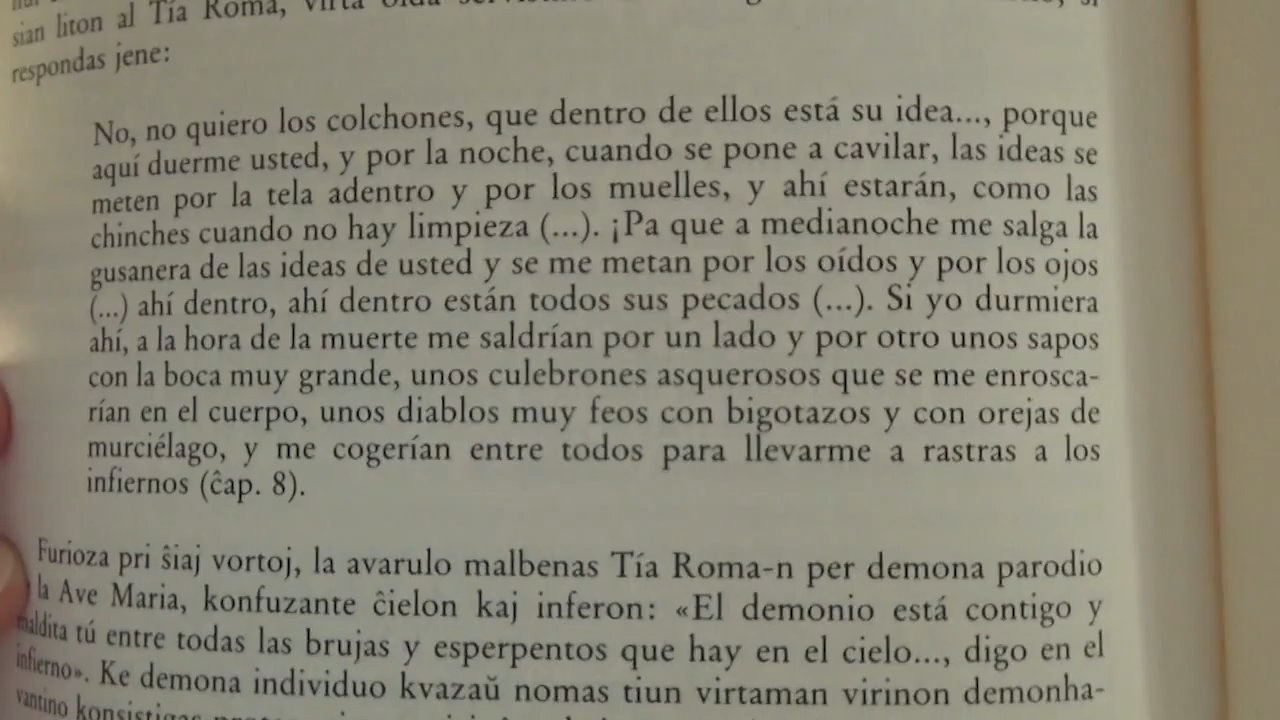 sian liton al Tía Roma,
respondas jene:
No, no quiero los colchones, que dentro de ellos está su idea..., porque
aquí duerme usted, y por la noche, cuando se pone a cavilar, las ideas se
meten por la tela adentro y por los muelles, y ahí estarán, como las
chinches cuando no hay limpieza (...). ¡Pa que a medianoche me salga la
gusanera de las ideas de usted y se me metan por los oídos y por los ojos
(...) ahí dentro, ahí dentro están todos sus pecados (...). Si yo durmiera
ahí, a la hora de la muerte me saldrían por un lado y por otro unos sapos
con la boca muy grande, unos culebrones asquerosos que se me enrosca-
rían en el cuerpo, unos diablos muy feos con bigotazos y con orejas de
murciélago, y me cogerían entre todos para llevarme a rastras a los
infiernos (ĉap. 8).
Furioza pri ŝiaj vortoj, la avarulo malbenas Tía Roma-n per demona parodio
la Ave Maria, konfuzante ĉielon kaj inferon: «El demonio está contigo y
maldita tú entre todas las brujas y esperpentos que hay en el cielo..., digo en el
infierno». Ke demona individuo kvazaŭ nomas tiun virtaman virinon demonha-
vantino